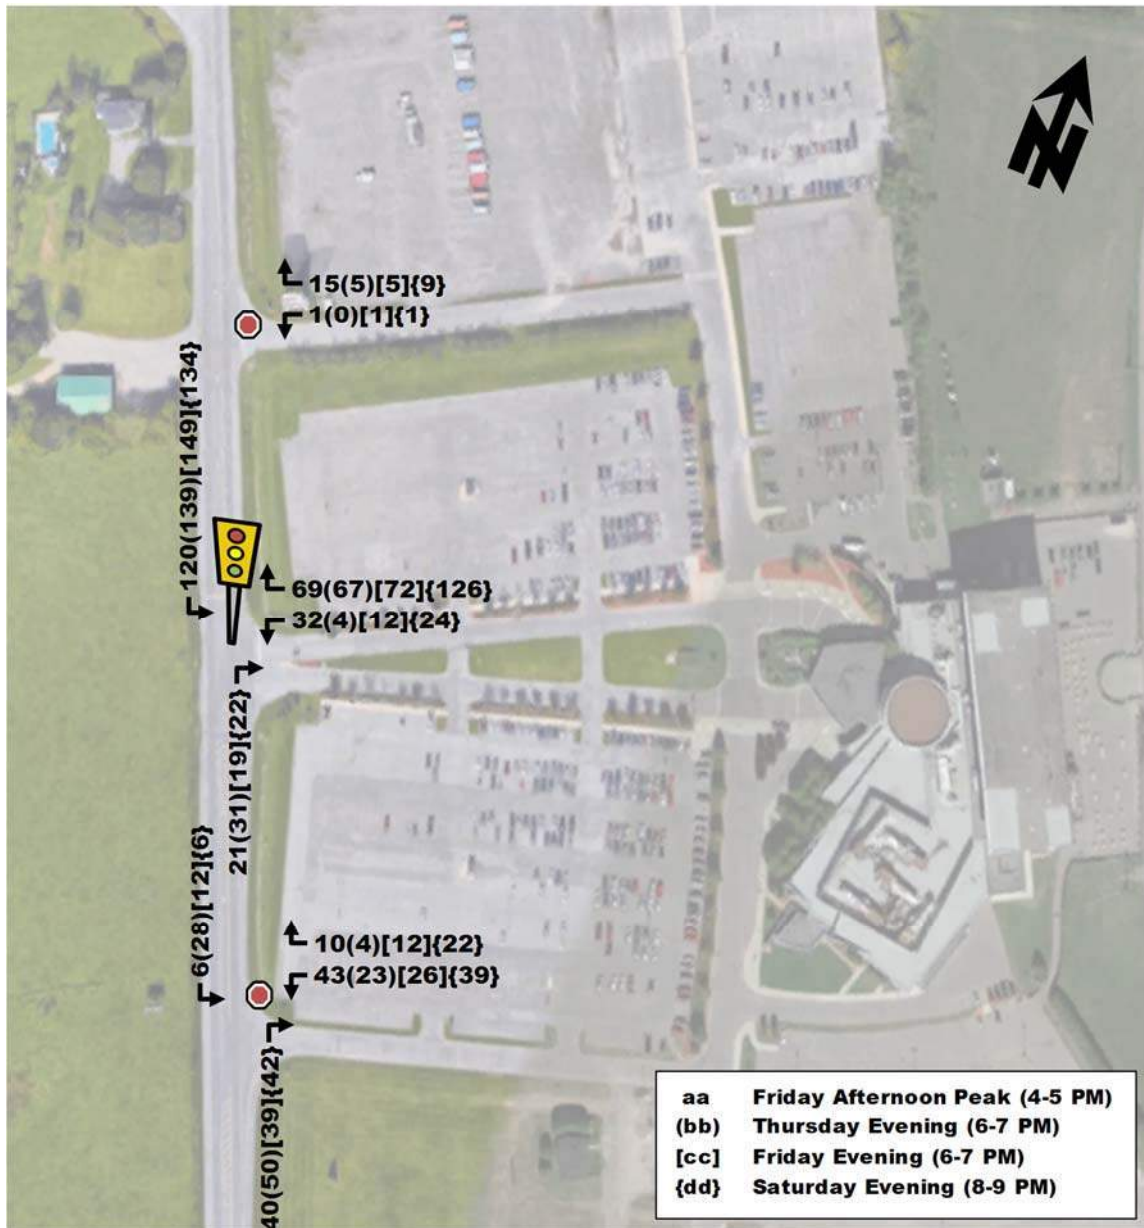 N
15(5)[5]{9}
1(0)[1]{1}
120(139)[149]{134}
69(67)[72]{126}
32(4)[12]{24}
21(31)[19]{22}
6(28)[12]{6}
10(4)[12]{22}
43(23)[26]{39}
40(50)[39]{42}
aa Friday Afternoon Peak (4-5 PM)
(bb) Thursday Evening (6-7 PM)
[cc] Friday Evening (6-7 PM)
{dd} Saturday Evening (8-9 PM)